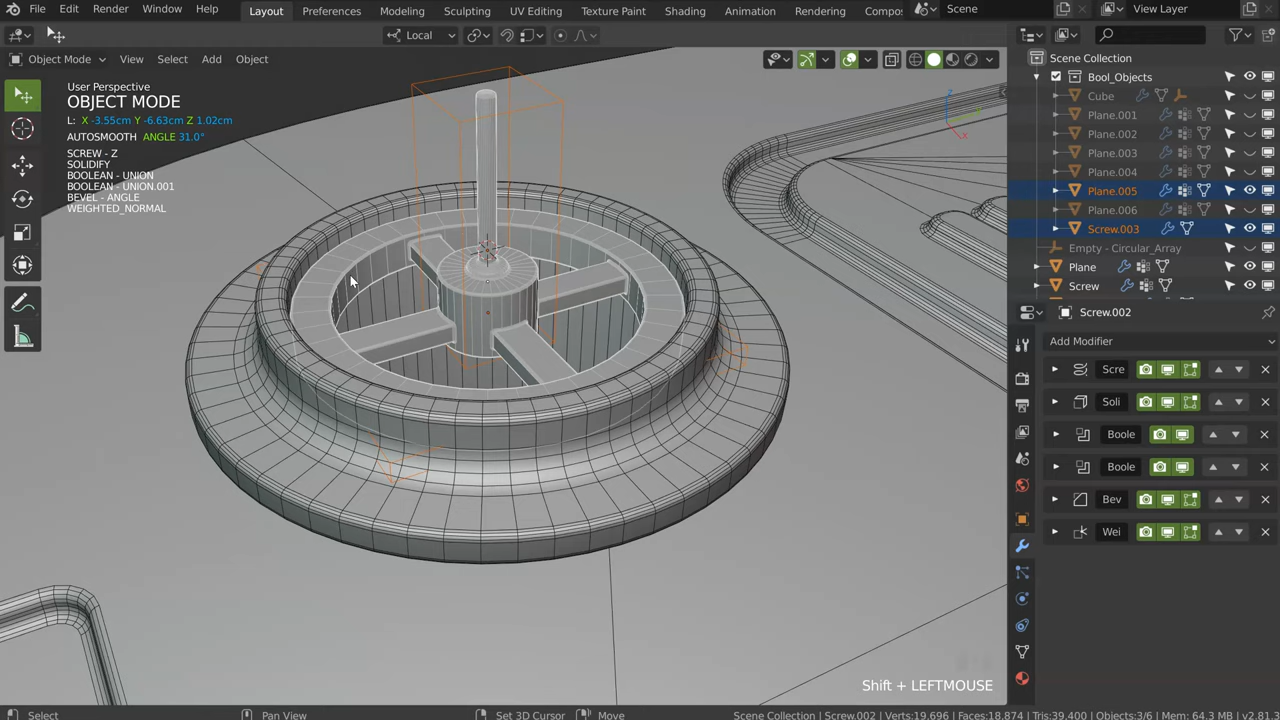 File Edit Render Window Help Layout Preferences Modeling Sculpting UV Editing Texture Paint Shading Animation Rendering Compo Scene View Layer
Local
Object Mode View Select Add Object
User Perspective
OBJECT MODE
L: X -3.55cm Y -6.63cm Z 1.02cm
AUTOSMOOTH ANGLE 31.0°
SCREW - Z
SOLIDIFY
BOOLEAN - UNION
BOOLEAN - UNION.001
BEVEL - ANGLE
WEIGHTED_NORMAL
Z
X
Shift + LEFTMOUSE
Scene Collection
Bool_Objects
Cube
Plane.001
Plane.002
Plane.003
Plane.004
Plane.005
Plane.006
Screw.003
Empty - Circular_Array
Plane
Screw
Screw.002
Add Modifier
Scre
Soli
Boole
Boole
Bev
Wei
Select Pan View Set 3D Cursor Move Scene Collection | Screw.002 | Verts:19,696 | Faces:18,874 | Tris:39,400 | Objects:3/6 | Mem: 64.3 MB | v2.81.3